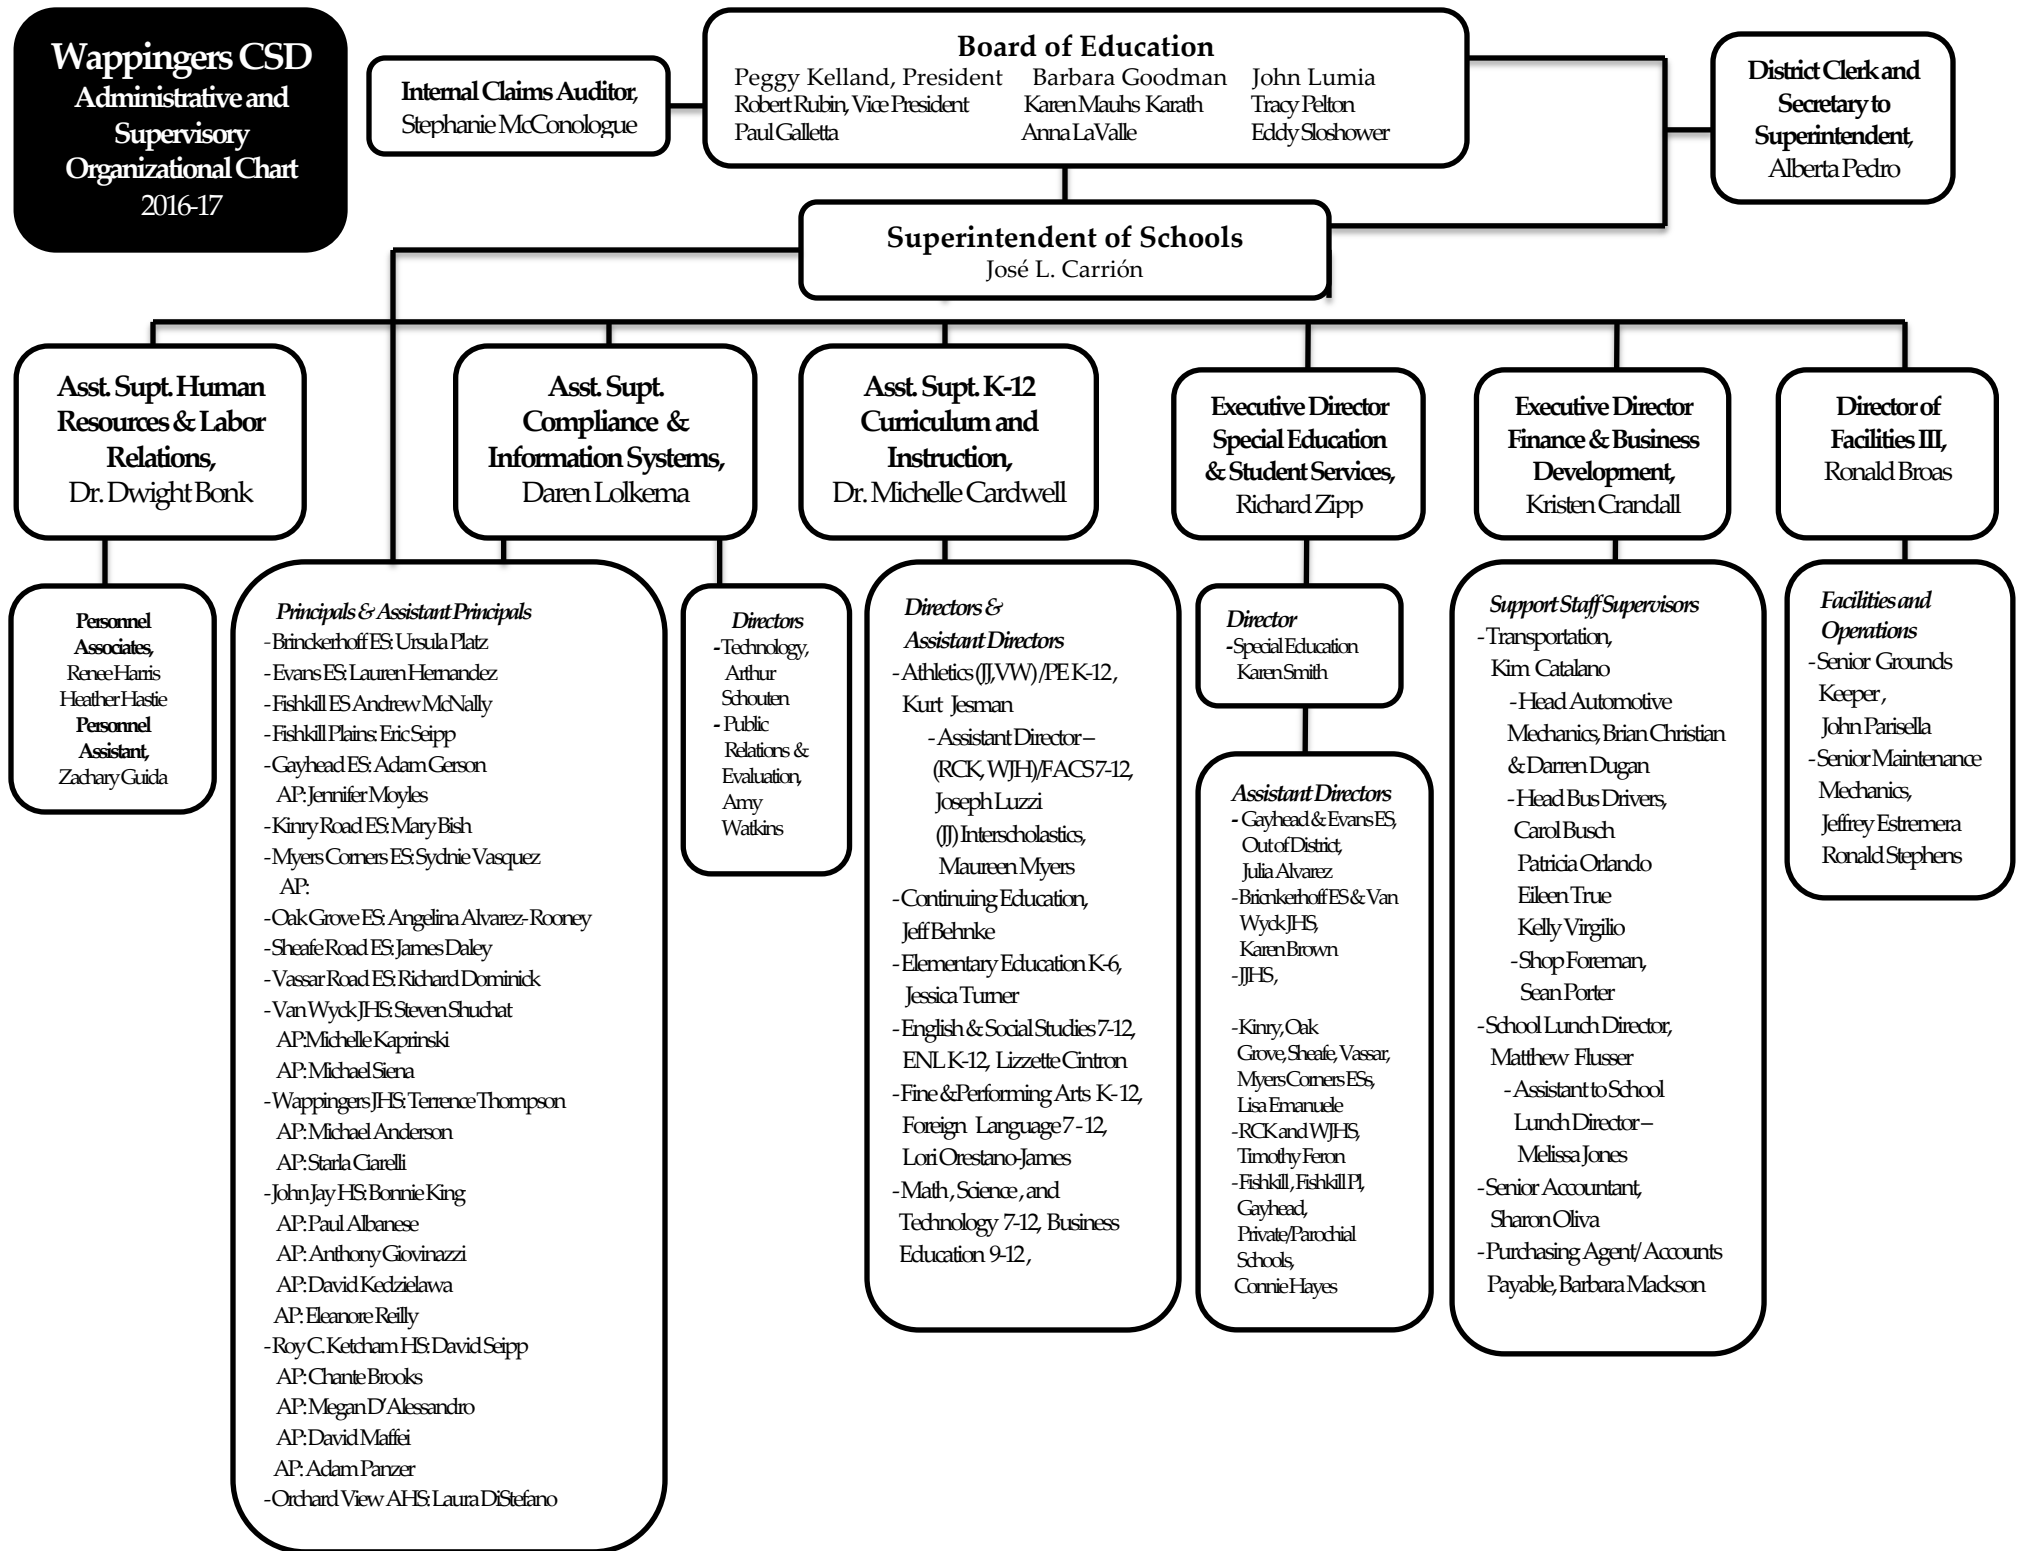 Wappingers CSD
Administrative and
Supervisory
Organizational Chart
2016-17
Internal Claims Auditor,
Stephanie McConologue
Board of Education
Peggy Kelland, President Barbara Goodman John Lumia
Robert Rubin, Vice President Karen Mauhs Karath Tracy Pelton
Paul Galletta Anna LaValle Eddy Sloshower
District Clerk and
Secretary to
Superintendent,
Alberta Pedro
Superintendent of Schools
José L. Carrión
Asst. Supt. Human
Resources & Labor
Relations,
Dr. Dwight Bonk
Asst. Supt.
Compliance &
Information Systems,
Daren Lolkema
Asst. Supt. K-12
Curriculum and
Instruction,
Dr. Michelle Cardwell
Executive Director
Special Education
& Student Services,
Richard Zipp
Executive Director
Finance & Business
Development,
Kristen Crandall
Director of
Facilities III,
Ronald Broas
Personnel
Associates,
Renee Harris
Heather Hastie
Personnel
Assistant,
Zachary Guida
Principals & Assistant Principals
- Brinckerhoff ES: Ursula Platz
- Evans ES: Lauren Hernandez
- Fishkill ES Andrew McNally
- Fishkill Plains: Eric Seipp
- Gayhead ES: Adam Gerson
AP: Jennifer Moyles
- Kinry Road ES: Mary Bish
- Myers Corners ES: Sydnie Vasquez
AP:
- Oak Grove ES: Angelina Alvarez-Rooney
- Sheafe Road ES: James Daley
- Vassar Road ES: Richard Dominick
- Van Wyck JHS: Steven Shuchat
AP:Michelle Kaprinski
AP: Michael Siena
- Wappingers JHS: Terrence Thompson
AP: Michael Anderson
AP: Starla Ciarelli
- John Jay HS: Bonnie King
AP: Paul Albanese
AP: Anthony Giovinazzi
AP: David Kedzielawa
AP: Eleanore Reilly
- Roy C. Ketcham HS: David Seipp
AP: Chante Brooks
AP: Megan D'Alessandro
AP: David Maffei
AP: Adam Panzer
- Orchard View AHS: Laura DiStefano
Directors
- Technology,
Arthur
Schouten
- Public
Relations &
Evaluation,
Amy
Watkins
Directors &
Assistant Directors
- Athletics (JJ,VW) /PE K-12 ,
Kurt Jesman
- Assistant Director –
(RCK, WJH)/FACS 7-12,
Joseph Luzzi
(JJ) Interscholastics,
Maureen Myers
- Continuing Education,
Jeff Behnke
- Elementary Education K-6,
Jessica Turner
- English & Social Studies 7-12,
ENL K-12, Lizzette Cintron
- Fine & Performing Arts K-12,
Foreign Language 7 - 12,
Lori Orestano-James
- Math , Science , and
Technology 7-12, Business
Education 9-12 ,
Director
- Special Education
Karen Smith
Assistant Directors
- Gayhead & Evans ES,
Out of District,
Julia Alvarez
- Bricnkerhoff ES & Van
Wyck JHS,
Karen Brown
- JJHS ,
- Kinry, Oak
Grove, Sheafe, Vassar,
Myers Corners ESs,
Lisa Emanuele
- RCK and WJHS,
Timothy Feron
- Fishkill , Fishkill Pl,
Gayhead,
Private/Parochial
Schools,
Connie Hayes
Support Staff Supervisors
- Transportation,
Kim Catalano
- Head Automotive
Mechanics, Brian Christian
& Darren Dugan
- Head Bus Drivers,
Carol Busch
Patricia Orlando
Eileen True
Kelly Virgilio
- Shop Foreman,
Sean Porter
- School Lunch Director,
Matthew Flusser
- Assistant to School
Lunch Director –
Melissa Jones
- Senior Accountant,
Sharon Oliva
- Purchasing Agent/ Accounts
Payable, Barbara Mackson
Facilities and
Operations
- Senior Grounds
Keeper ,
John Parisella
- Senior Maintenance
Mechanics,
Jeffrey Estremera
Ronald Stephens